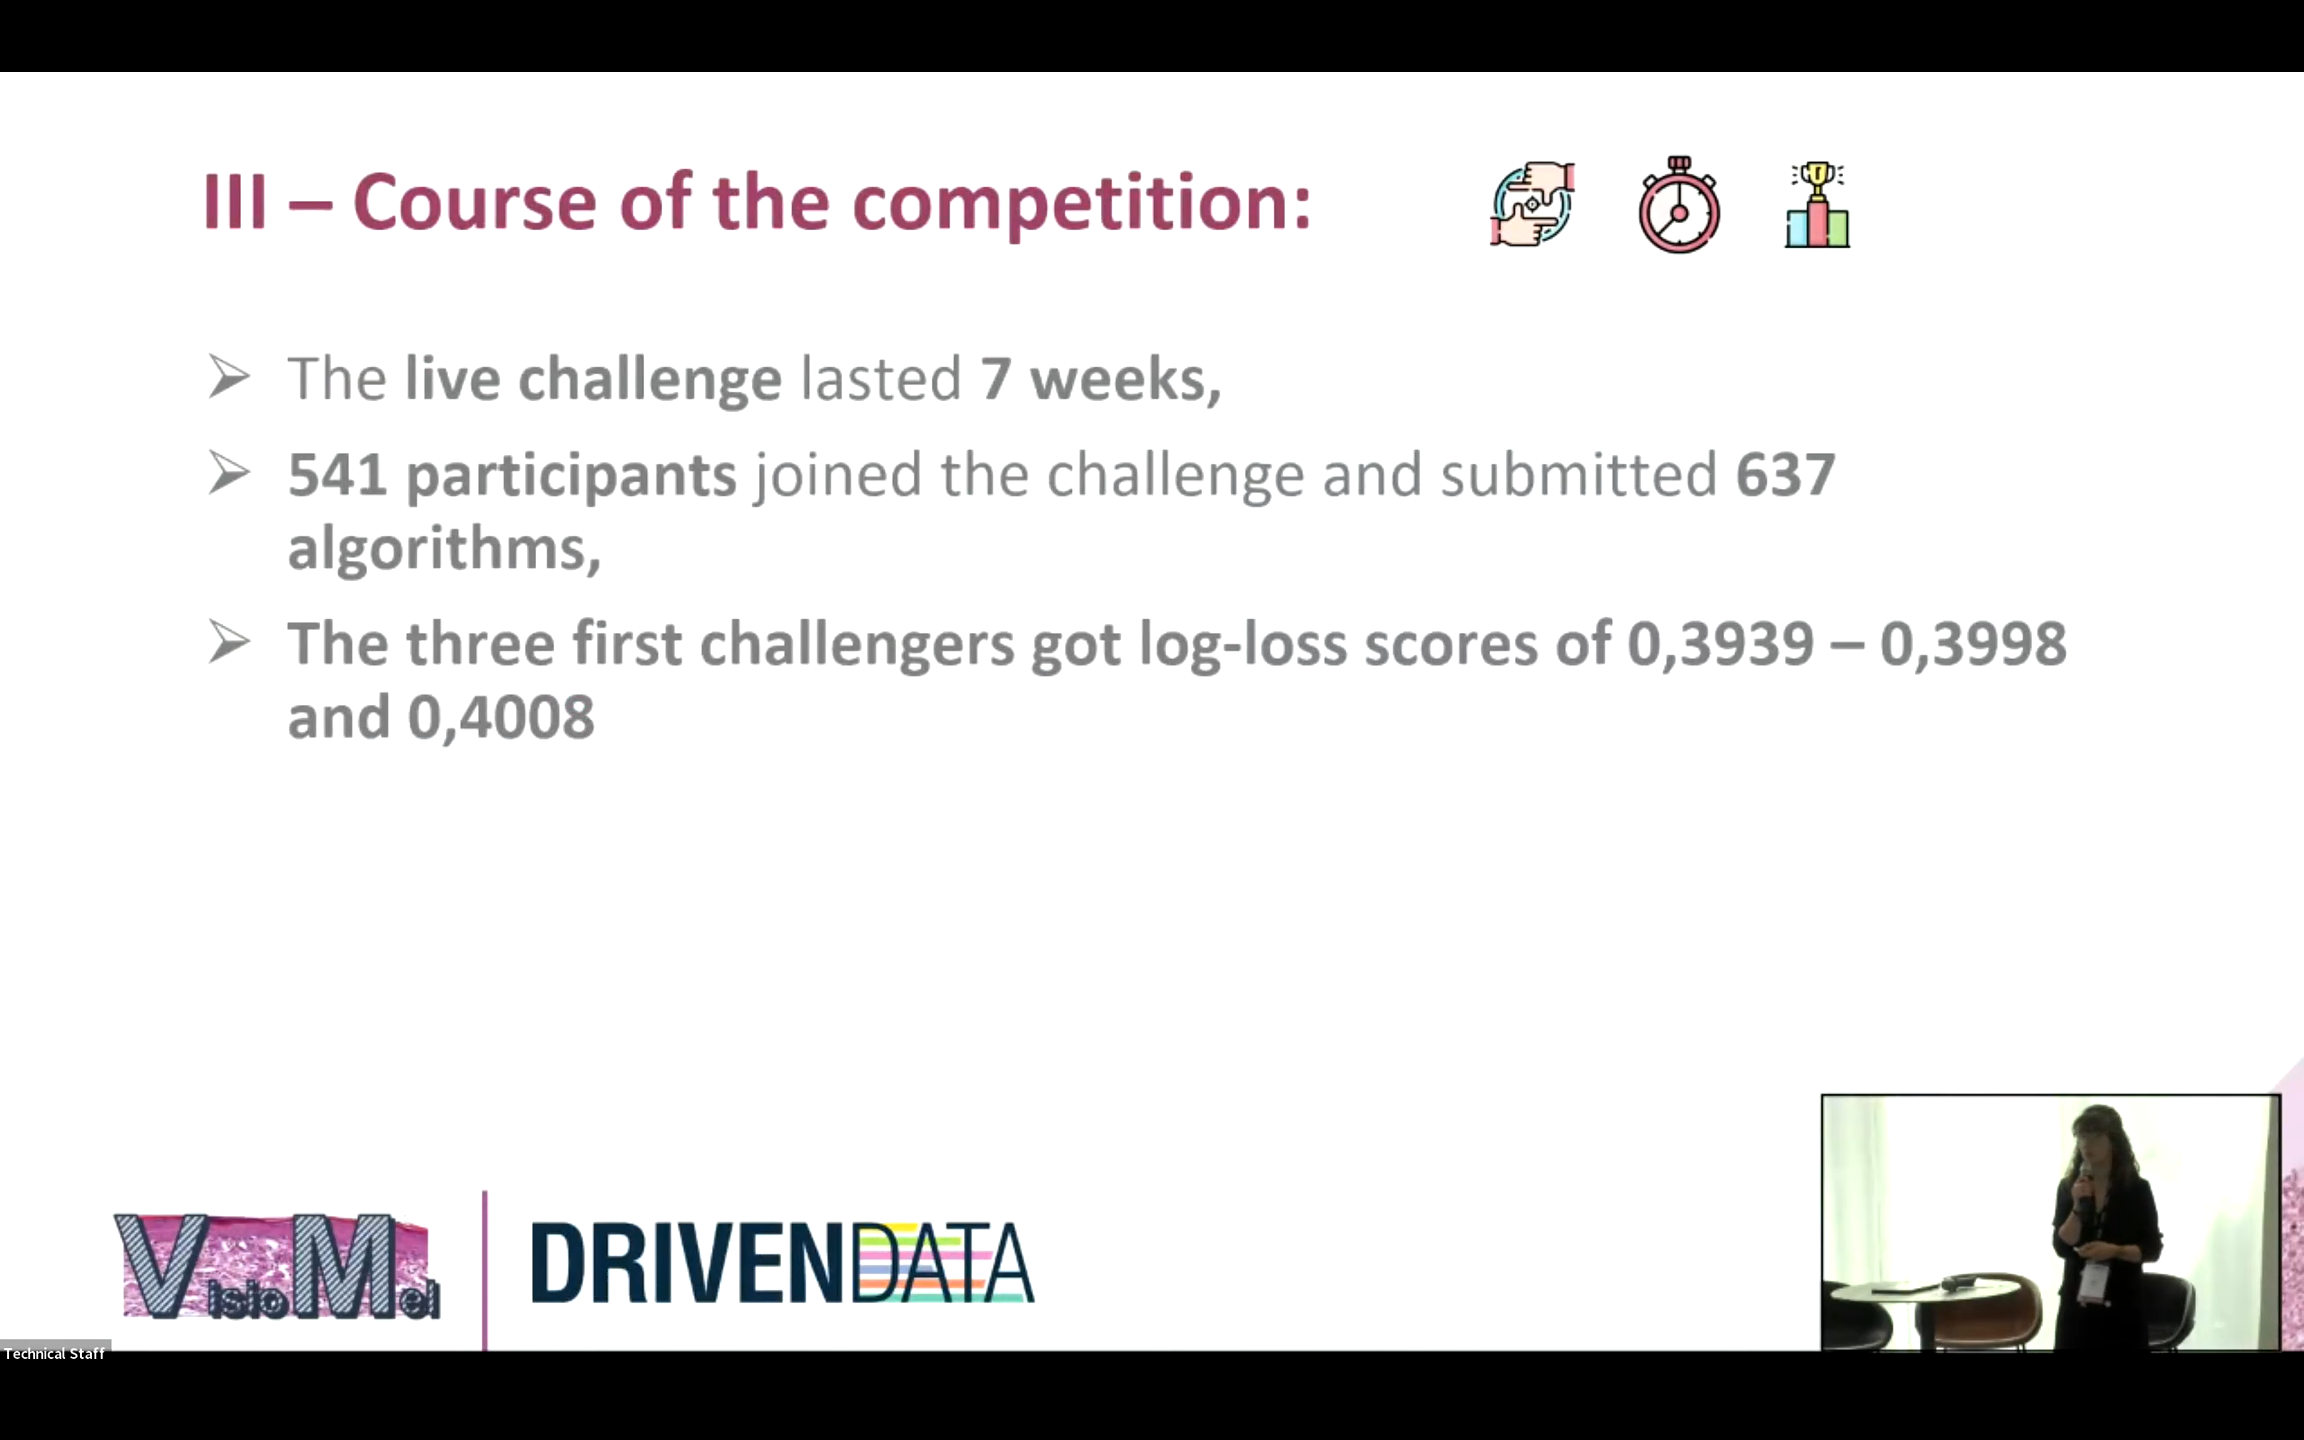 III – Course of the competition:
➢ The live challenge lasted 7 weeks,
➢ 541 participants joined the challenge and submitted 637
algorithms,
➢ The three first challengers got log-loss scores of 0,3939 – 0,3998
and 0,4008
VisioMel
DRIVENDATA
Technical Staff